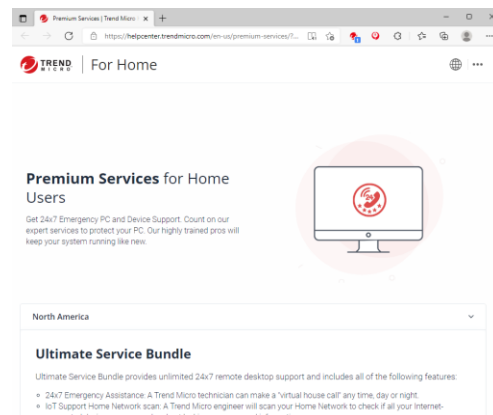 Premium Services | Trend Micro
https://helpcenter.trendmicro.com/en-us/premium-services/?...
TREND MICRO
For Home
Premium Services for Home
Users
Get 24x7 Emergency PC and Device Support. Count on our
expert services to protect your PC. Our highly trained pros will
keep your system running like new.
24
North America
Ultimate Service Bundle
Ultimate Service Bundle provides unlimited 24x7 remote desktop support and includes all of the following features:
24x7 Emergency Assistance: A Trend Micro technician can make a "virtual house call" any time, day or night.
IoT Support Home Network scan: A Trend Micro engineer will scan your Home Network to check if all your Internet-